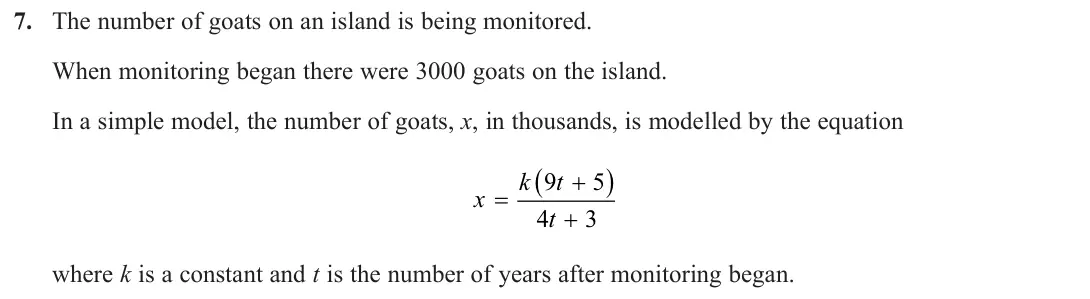 7. The number of goats on an island is being monitored.
When monitoring began there were 3000 goats on the island.
In a simple model, the number of goats, x, in thousands, is modelled by the equation
x = k(9t + 5) / 4t + 3
where k is a constant and t is the number of years after monitoring began.